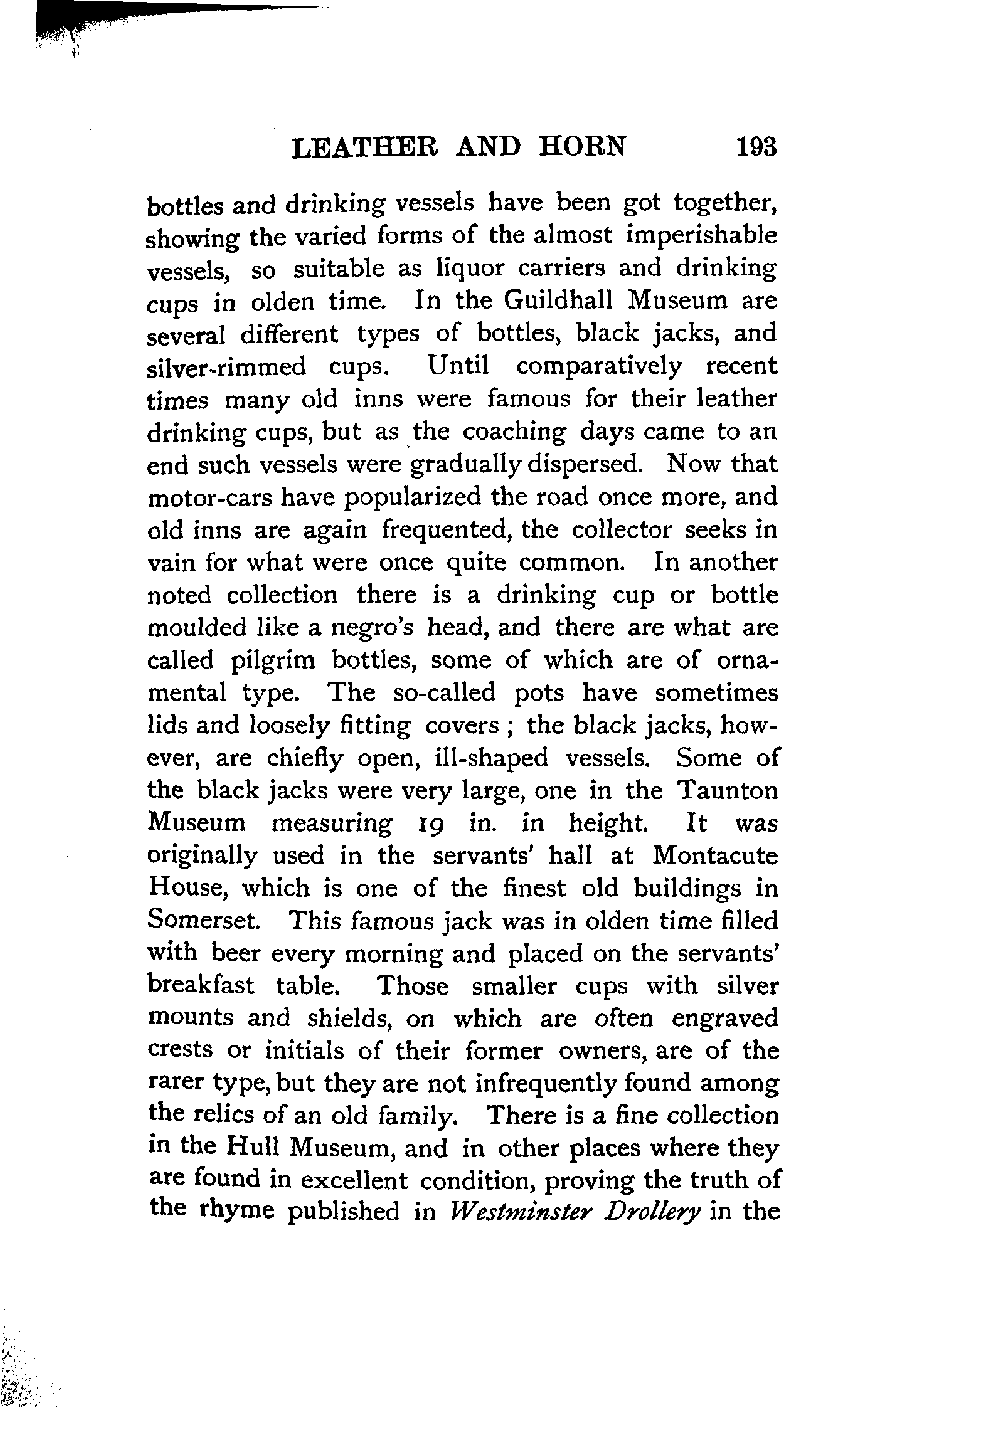 LEATHER AND HORN 193
bottles and drinking vessels have been got together,
showing the varied forms of the almost imperishable
vessels, so suitable as liquor carriers and drinking
cups in olden time. In the Guildhall Museum are
several different types of bottles, black jacks, and
silver-rimmed cups. Until comparatively recent
times many old inns were famous for their leather
drinking cups, but as the coaching days came to an
end such vessels were gradually dispersed. Now that
motor-cars have popularized the road once more, and
old inns are again frequented, the collector seeks in
vain for what were once quite common. In another
noted collection there is a drinking cup or bottle
moulded like a negro's head, and there are what are
called pilgrim bottles, some of which are of orna-
mental type. The so-called pots have sometimes
lids and loosely fitting covers ; the black jacks, how-
ever, are chiefly open, ill-shaped vessels. Some of
the black jacks were very large, one in the Taunton
Museum measuring 19 in. in height. It was
originally used in the servants' hall at Montacute
House, which is one of the finest old buildings in
Somerset. This famous jack was in olden time filled
with beer every morning and placed on the servants'
breakfast table. Those smaller cups with silver
mounts and shields, on which are often engraved
crests or initials of their former owners, are of the
rarer type, but they are not infrequently found among
the relics of an old family. There is a fine collection
in the Hull Museum, and in other places where they
are found in excellent condition, proving the truth of
the rhyme published in Westminster Drollery in the